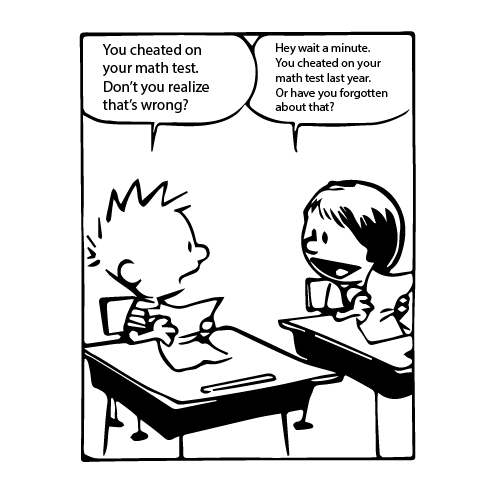 You cheated on
your math test.
Don't you realize
that's wrong?
Hey wait a minute.
You cheated on your
math test last year.
Or have you forgotten
about that?